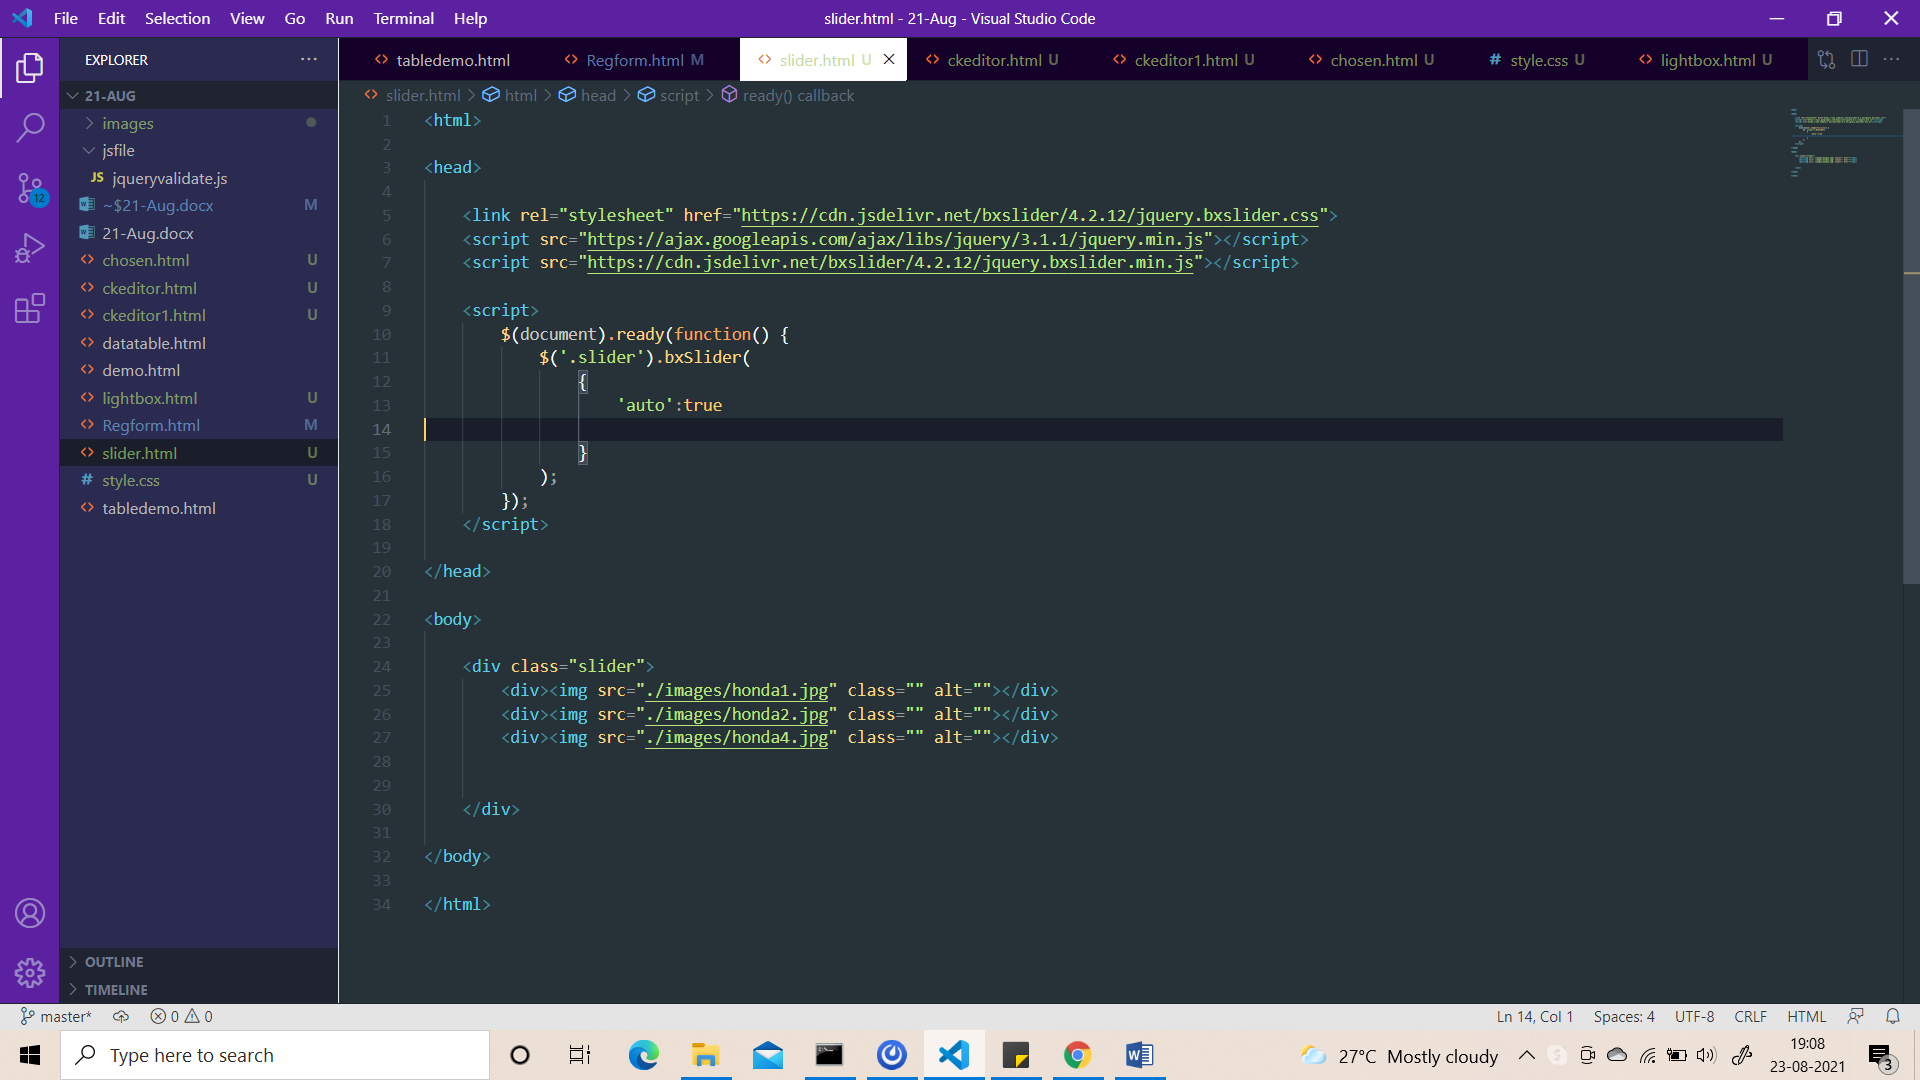 File Edit Selection View Go Run Terminal Help
slider.html - 21-Aug - Visual Studio Code
EXPLORER
tabledemo.html
Regform.html M
slider.html U
ckeditor.html U
ckeditor1.html U
chosen.html U
style.css U
lightbox.html U
slider.html > html > head > script > ready() callback
21-AUG
images
jsfile
JS jqueryvalidate.js
~$21-Aug.docx M
21-Aug.docx
chosen.html U
ckeditor.html U
ckeditor1.html U
datatable.html
demo.html
lightbox.html U
Regform.html M
slider.html U
# style.css U
tabledemo.html
12
OUTLINE
TIMELINE
1 <html>
2
3 <head>
4
5 <link rel="stylesheet" href="https://cdn.jsdelivr.net/bxslider/4.2.12/jquery.bxslider.css">
6 <script src="https://ajax.googleapis.com/ajax/libs/jquery/3.1.1/jquery.min.js"></script>
7 <script src="https://cdn.jsdelivr.net/bxslider/4.2.12/jquery.bxslider.min.js"></script>
8
9 <script>
10 $(document).ready(function() {
11 $('.slider').bxSlider(
12 {
13 'auto':true
14
15 }
16 );
17 });
18 </script>
19
20 </head>
21
22 <body>
23
24 <div class="slider">
25 <div><img src="./images/honda1.jpg" class="" alt=""></div>
26 <div><img src="./images/honda2.jpg" class="" alt=""></div>
27 <div><img src="./images/honda4.jpg" class="" alt=""></div>
28
29
30 </div>
31
32 </body>
33
34 </html>
master* 0 0
Ln 14, Col 1 Spaces: 4 UTF-8 CRLF HTML
Type here to search
27°C Mostly cloudy
19:08
23-08-2021
3